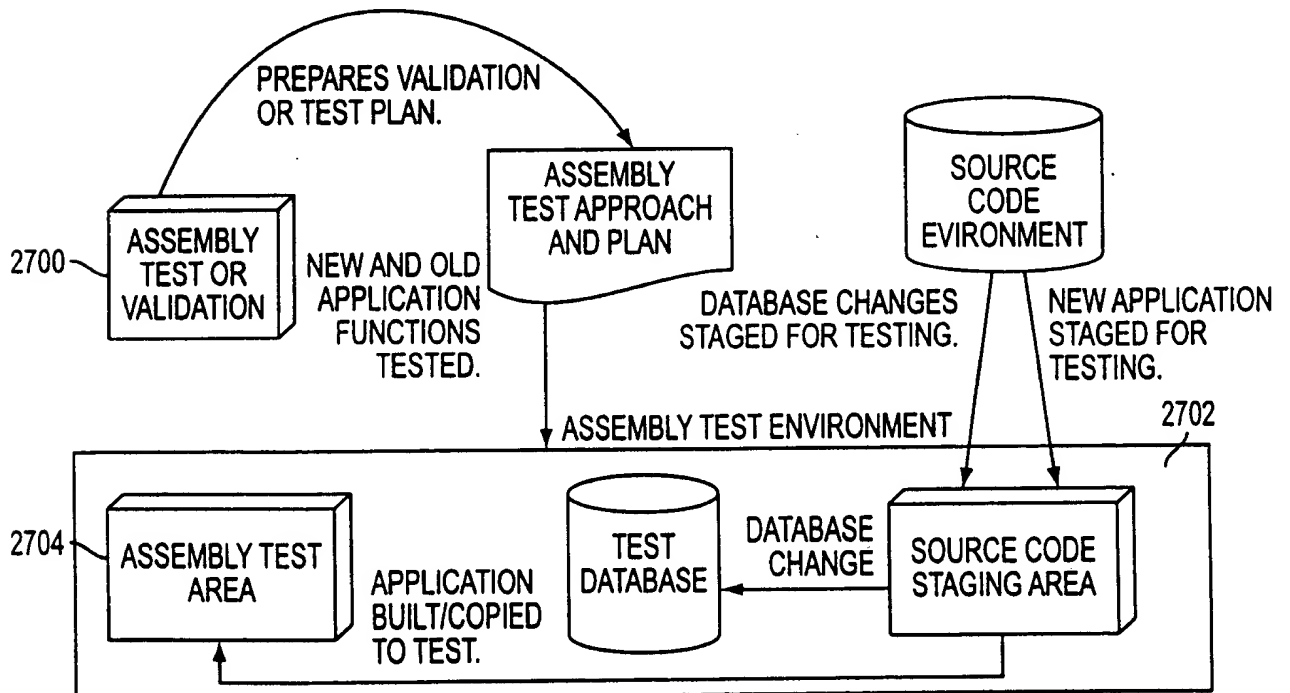 PREPARES VALIDATION
OR TEST PLAN.
ASSEMBLY
TEST APPROACH
AND PLAN
SOURCE
CODE
EVIRONMENT
2700
ASSEMBLY
TEST OR
VALIDATION
NEW AND OLD
APPLICATION
FUNCTIONS
TESTED.
DATABASE CHANGES
STAGED FOR TESTING.
NEW APPLICATION
STAGED FOR
TESTING.
ASSEMBLY TEST ENVIRONMENT
2702
2704
ASSEMBLY TEST
AREA
APPLICATION
BUILT/COPIED
TO TEST.
TEST
DATABASE
DATABASE
CHANGE
SOURCE CODE
STAGING AREA